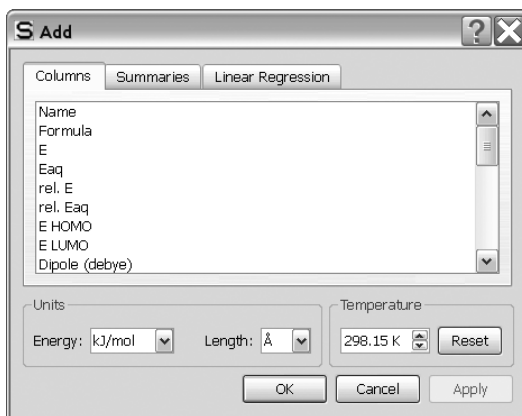 S Add
Columns Summaries Linear Regression
Name
Formula
E
Eaq
rel. E
rel. Eaq
E HOMO
E LUMO
Dipole (debye)
Units Temperature
Energy: kJ/mol Length: Å 298.15 K Reset
OK Cancel Apply